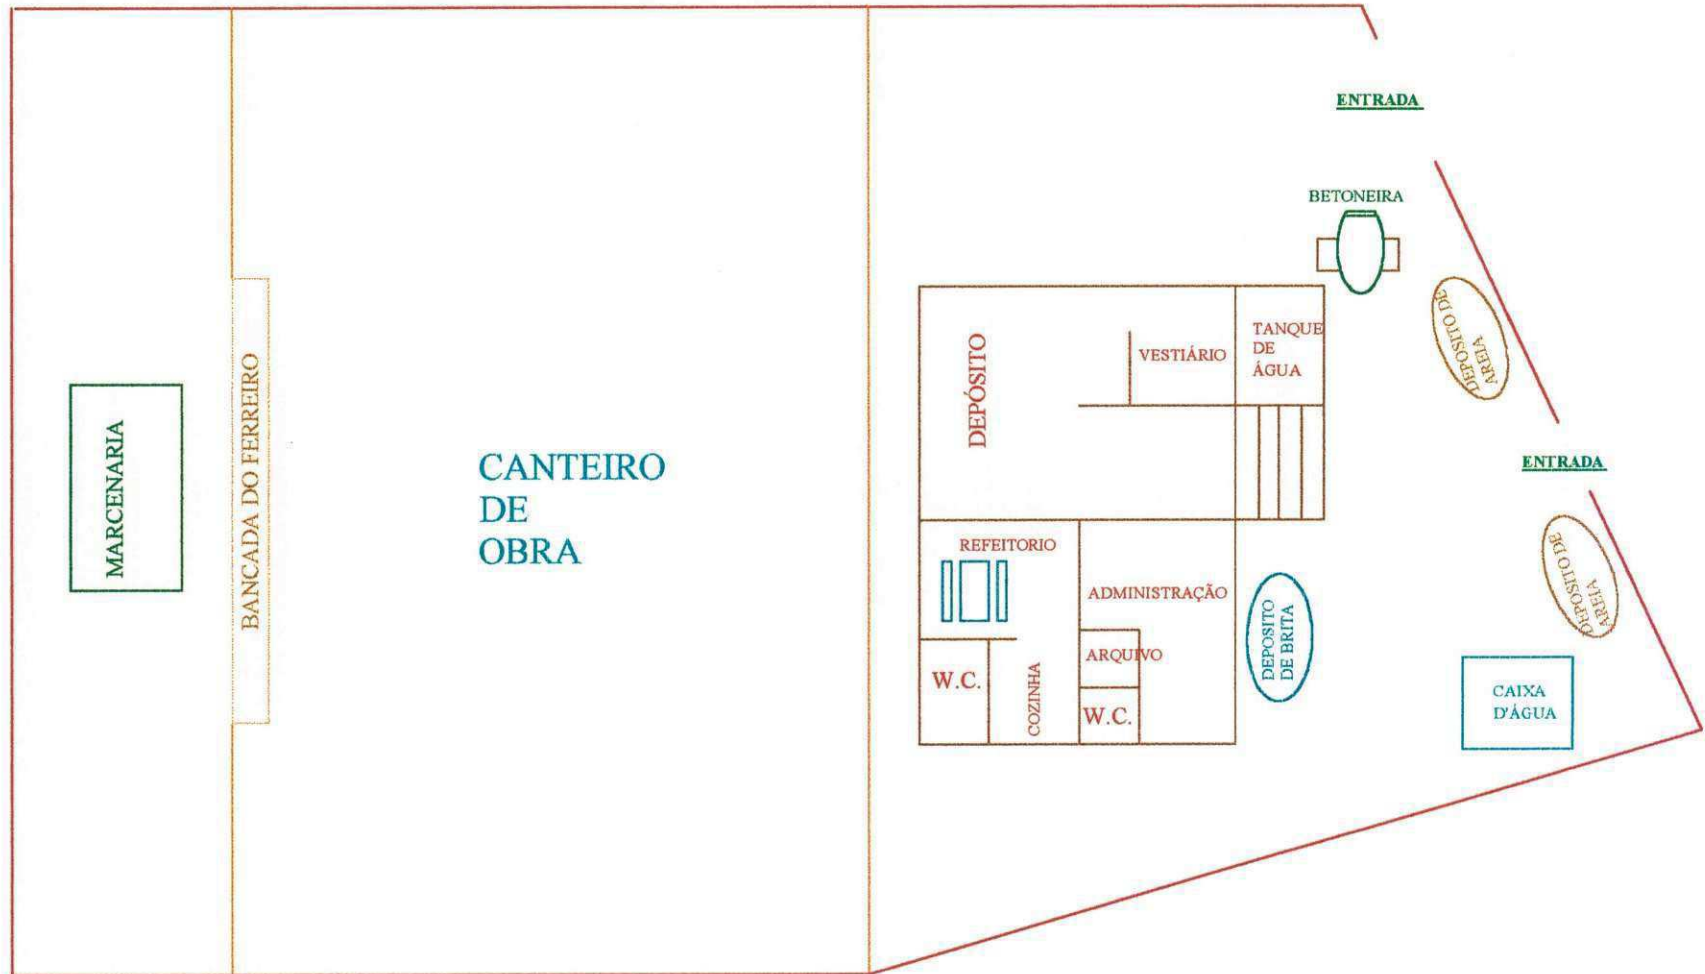 ENTRADA
BETONEIRA
DEPOSITO DE
AREIA
TANQUE
DE
ÁGUA
VESTIÁRIO
DEPÓSITO
MARCENARIA
BANCADA DO FERREIRO
CANTEIRO
DE
OBRA
ENTRADA
DEPOSITO DE
AREIA
REFEITORIO
ADMINISTRAÇÃO
DEPOSITO
DE BRITA
ARQUIVO
W.C.
COZINHA
W.C.
CAIXA
D'ÁGUA